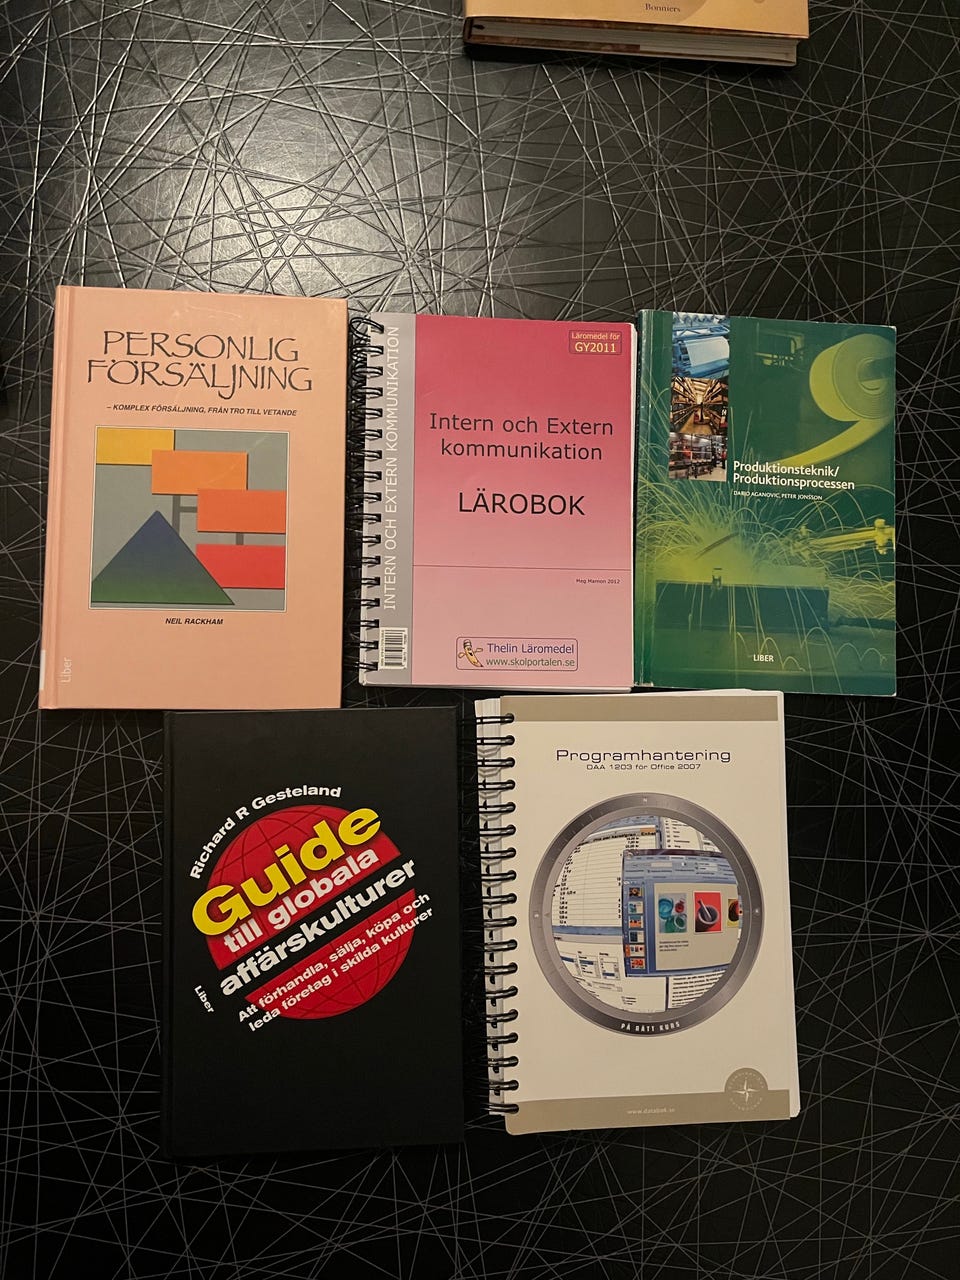 Bonniers
PERSONLIG
FÖRSÄLJNING
– KOMPLEX FÖRSÄLJNING, FRÅN TRO TILL VETANDE
NEIL RACKHAM
Liber
INTERN OCH EXTERN KOMMUNIKATION
Läromedel för
GY2011
Intern och Extern
kommunikation
LÄROBOK
Meg Marnon 2012
Thelin Läromedel
www.skolportalen.se
Produktionsteknik/
Produktionsprocessen
DARIO AGANOVIC, PETER JONSSON
LIBER
Richard R Gesteland
Guide
till globala
affärskulturer
Att förhandla, sälja, köpa och
leda företag i skilda kulturer
Liber
Programhantering
DAA 1203 för Office 2007
N
PÅ RÄTT KURS
www.databok.se